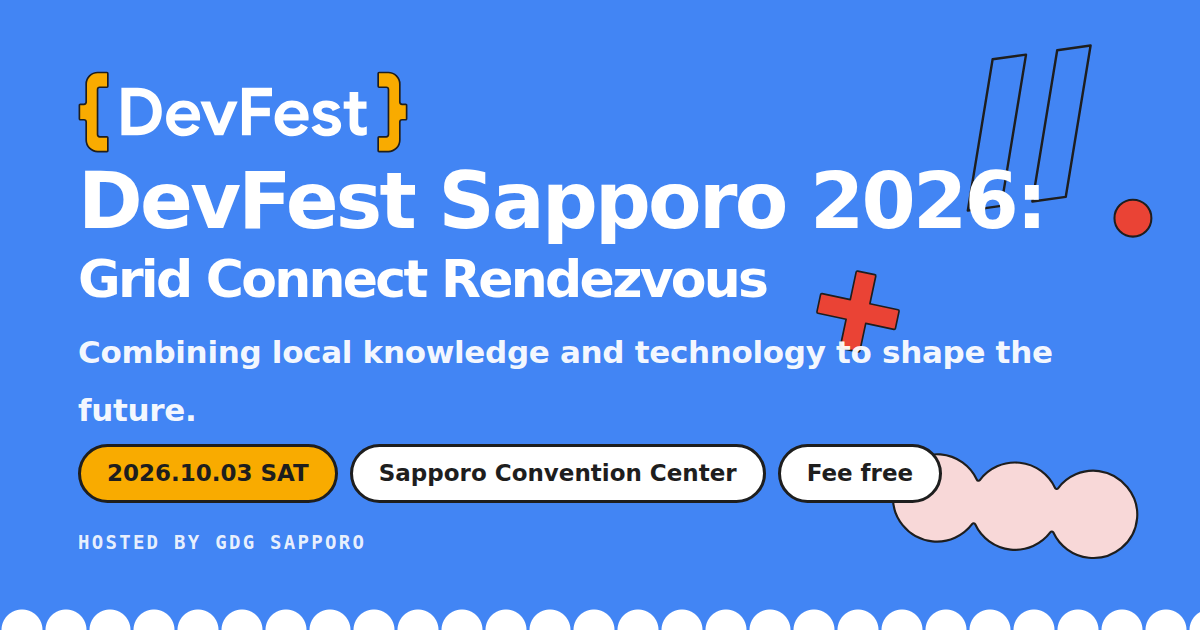 { DevFest }
DevFest Sapporo 2026:
Grid Connect Rendezvous
Combining local knowledge and technology to shape the
future.
2026.10.03 SAT
Sapporo Convention Center
Fee free
HOSTED BY GDG SAPPORO